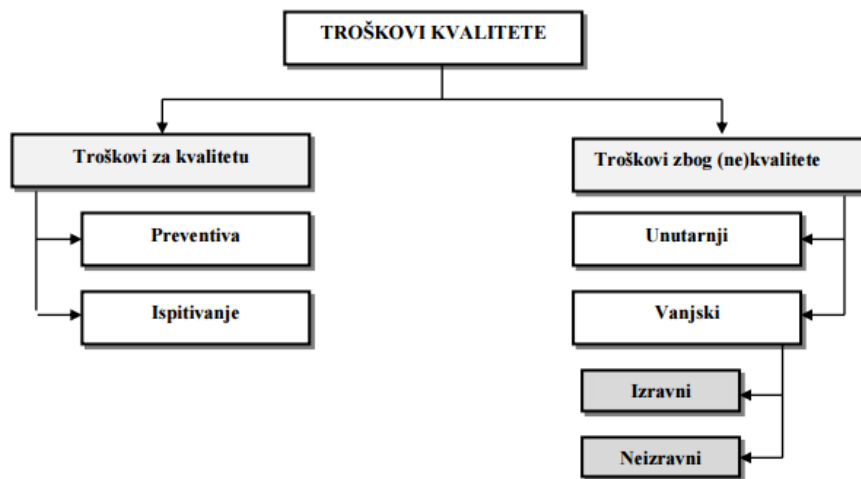 TROŠKOVI KVALITETE
Troškovi za kvalitetu
Troškovi zbog (ne)kvalitete
Preventiva
Unutarnji
Ispitivanje
Vanjski
Izravni
Neizravni